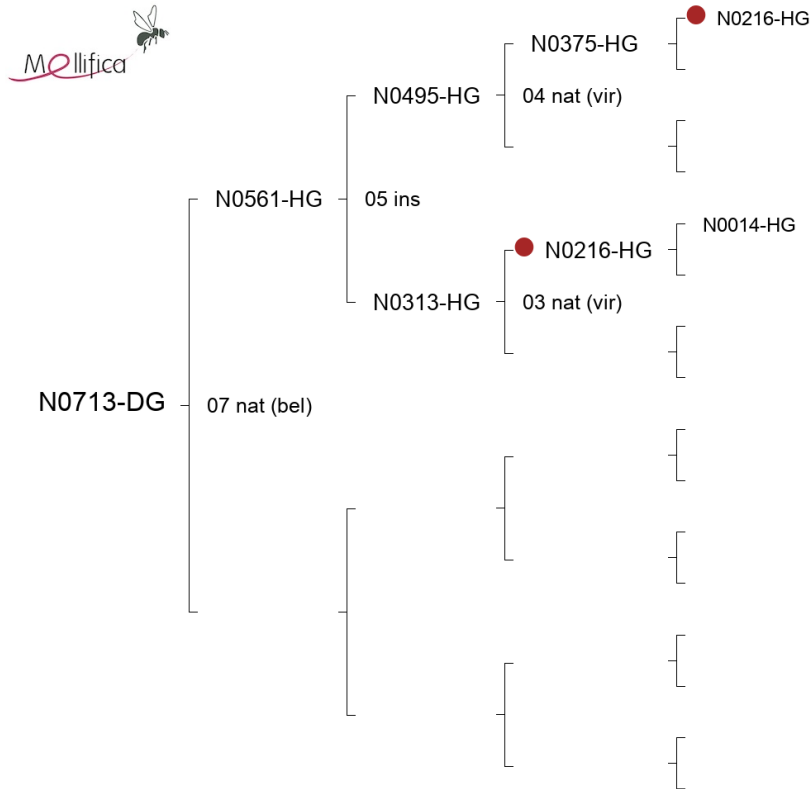 Mellifica
N0216-HG
N0375-HG
N0495-HG
04 nat (vir)
N0561-HG
05 ins
N0014-HG
N0216-HG
N0313-HG
03 nat (vir)
N0713-DG
07 nat (bel)